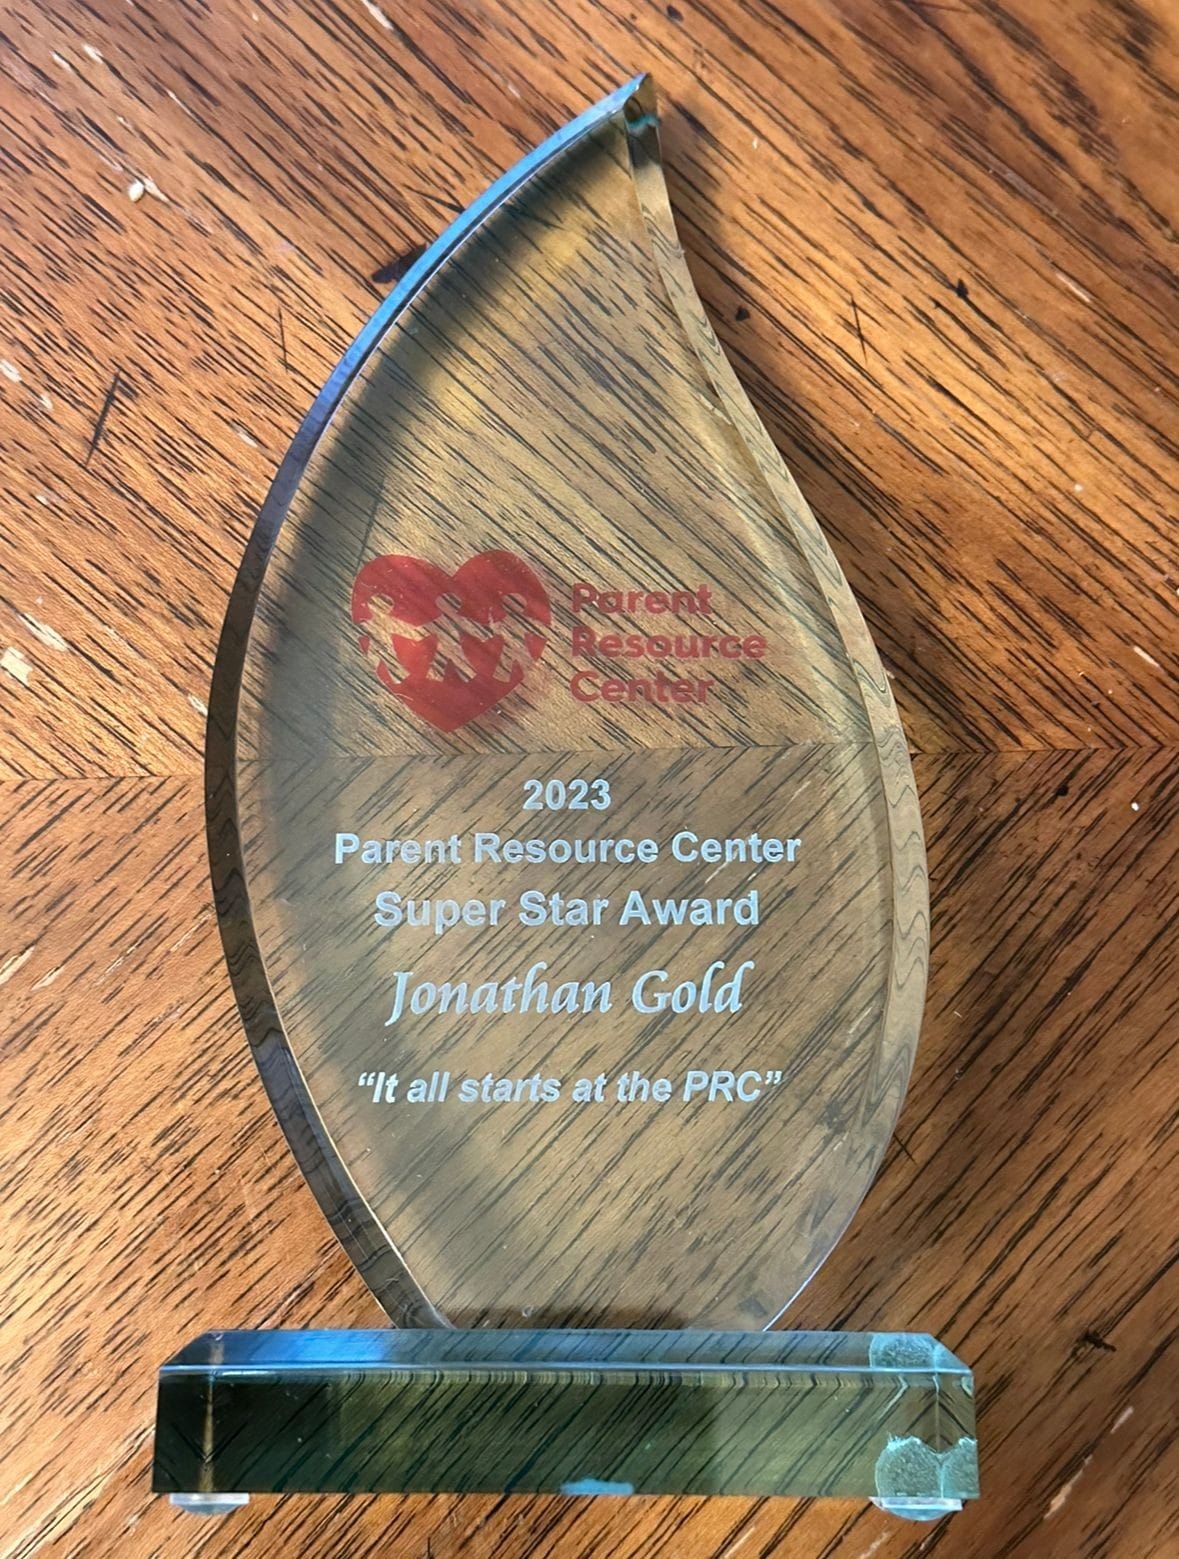 Parent
Resource
Center
2023
Parent Resource Center
Super Star Award
Jonathan Gold
“It all starts at the PRC”